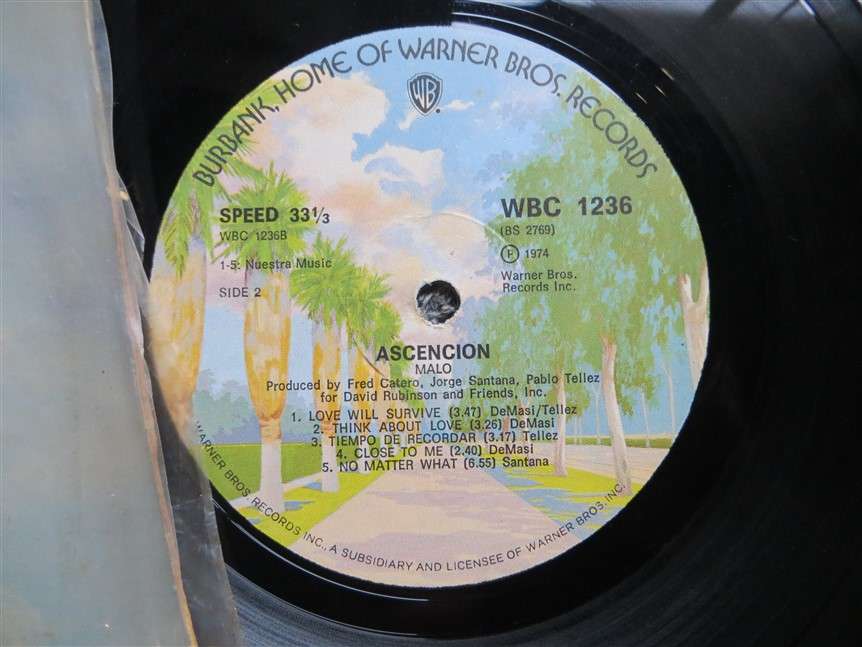 BURBANK, HOME OF WARNER BROS. RECORDS
WB
SPEED 33⅓
WBC 1236B
1-5: Nuestra Music
SIDE 2
WBC 1236
(BS 2769)
Ⓟ 1974
Warner Bros.
Records Inc.
ASCENCION
MALO
Produced by Fred Catero, Jorge Santana, Pablo Tellez
for David Rubinson and Friends, Inc.
1. LOVE WILL SURVIVE (3.47) DeMasi/Tellez
2. THINK ABOUT LOVE (3.26) DeMasi
3. TIEMPO DE RECORDAR (3.17) Tellez
4. CLOSE TO ME (2.40) DeMasi
5. NO MATTER WHAT (6.55) Santana
WARNER BROS. RECORDS INC., A SUBSIDIARY AND LICENSEE OF WARNER BROS. INC.